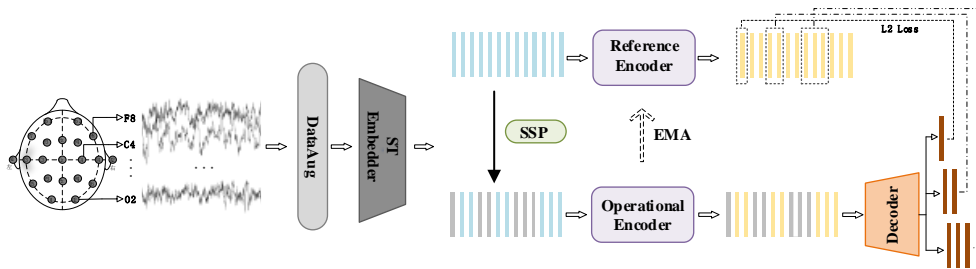 F8
C4
O2
DataAug
ST
Embedder
SSP
Reference
Encoder
EMA
Operational
Encoder
Decoder
L2 Loss